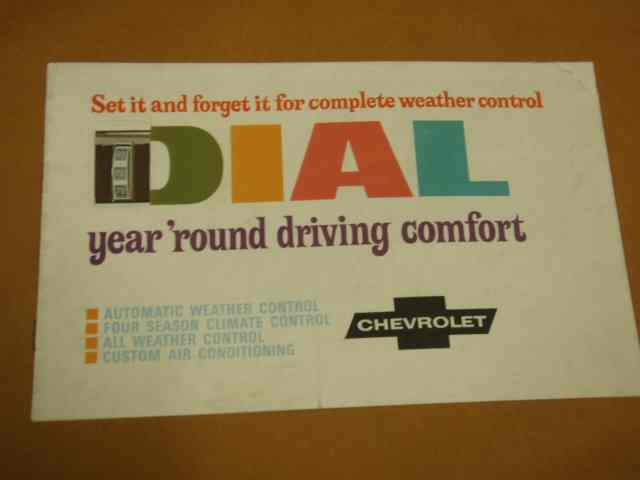 Set it and forget it for complete weather control
DIAL
year 'round driving comfort
AUTOMATIC WEATHER CONTROL
FOUR SEASON CLIMATE CONTROL
ALL WEATHER CONTROL
CUSTOM AIR CONDITIONING
CHEVROLET